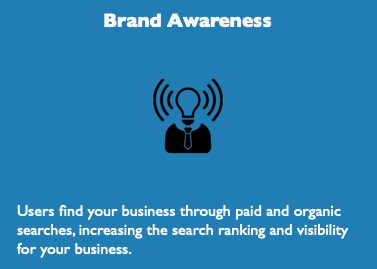 Brand Awareness
Users find your business through paid and organic
searches, increasing the search ranking and visibility
for your business.